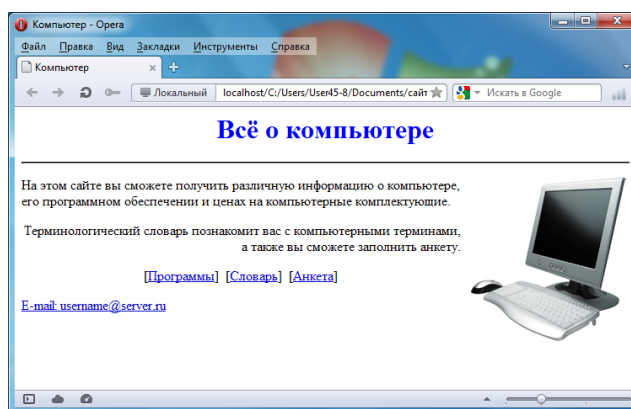 Компьютер - Opera
Файл Правка Вид Закладки Инструменты Справка
Компьютер
Локальный localhost/C:/Users/User45-8/Documents/сайт Искать в Google
Всё о компьютере
На этом сайте вы сможете получить различную информацию о компьютере,
его программном обеспечении и ценах на компьютерные комплектующие.
Терминологический словарь познакомит вас с компьютерными терминами,
а также вы сможете заполнить анкету.
[Программы] [Словарь] [Анкета]
E-mail: username@server.ru